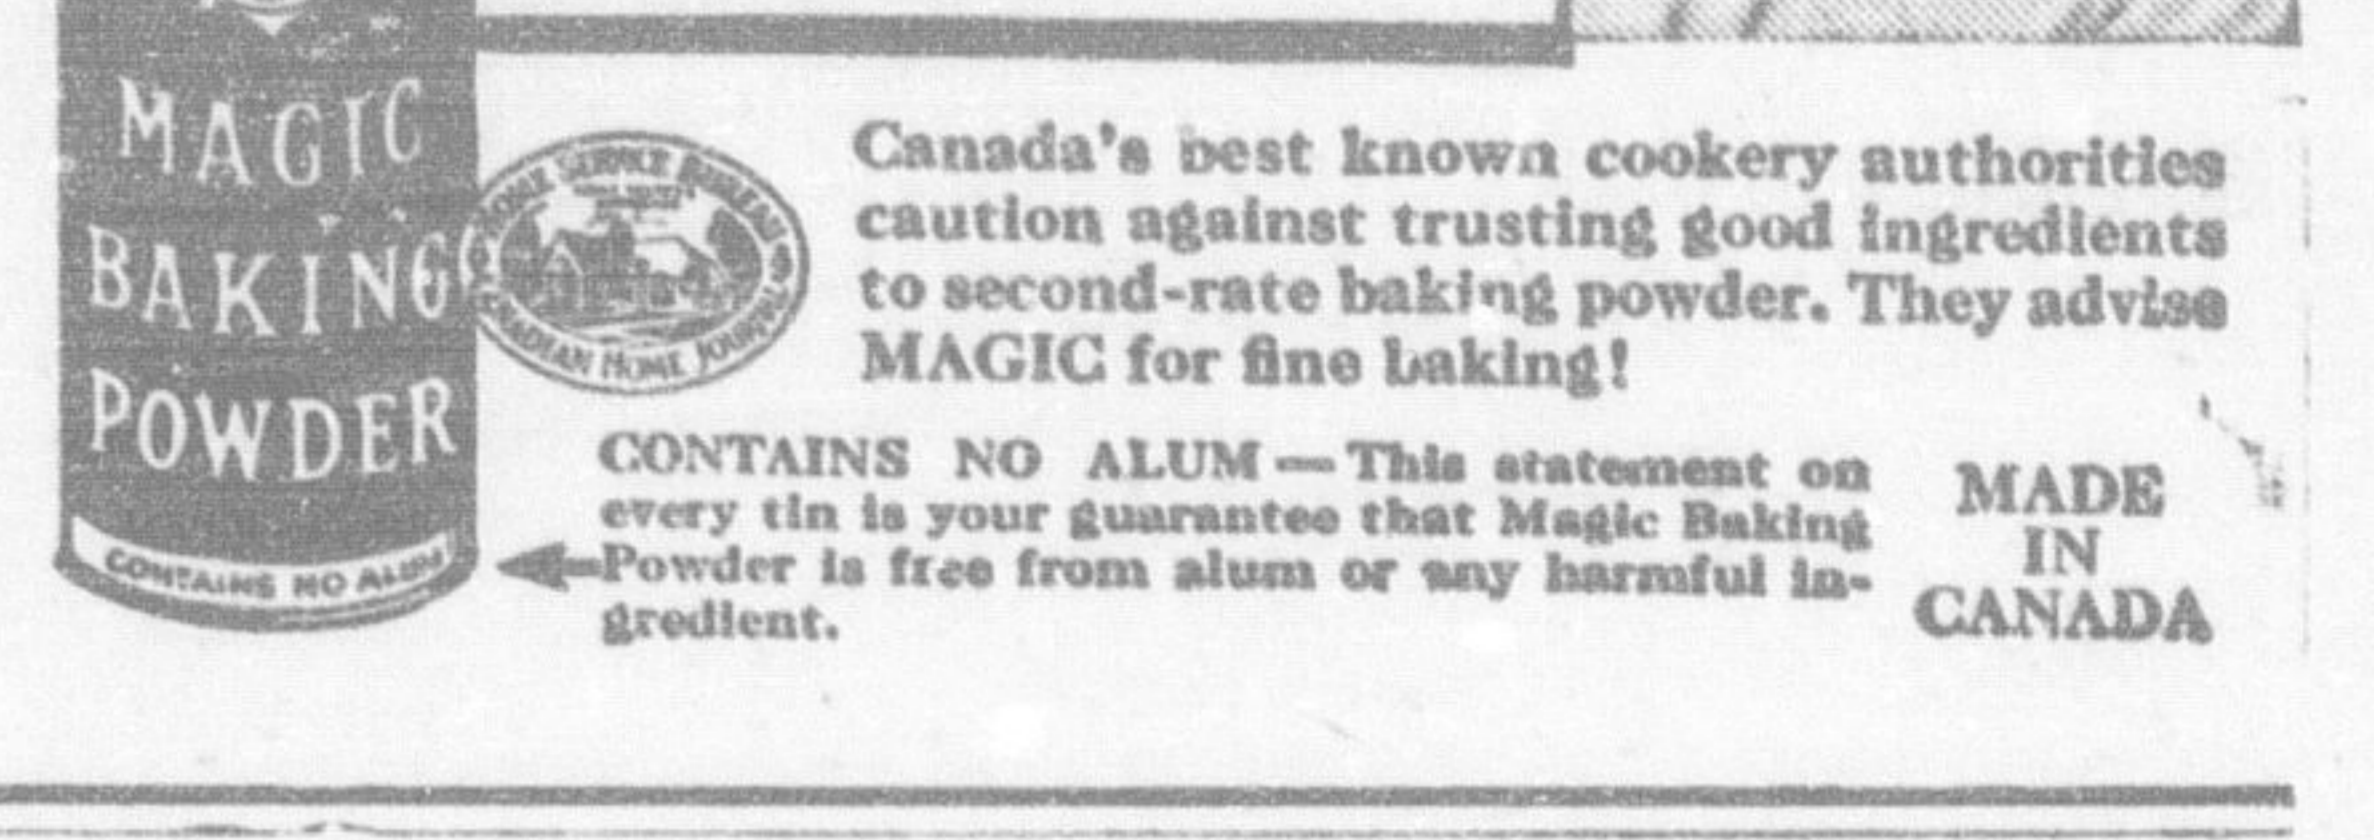 MAGIC
BAKING
POWDER
CONTAINS NO ALUM
HOME SERVICE BUREAU
CANADIAN HOME JOURNAL
Canada's best known cookery authorities
caution against trusting good ingredients
to second-rate baking powder. They advise
MAGIC for fine baking!
CONTAINS NO ALUM — This statement on
every tin is your guarantee that Magic Baking
Powder is free from alum or any harmful in-
gredient.
MADE
IN
CANADA